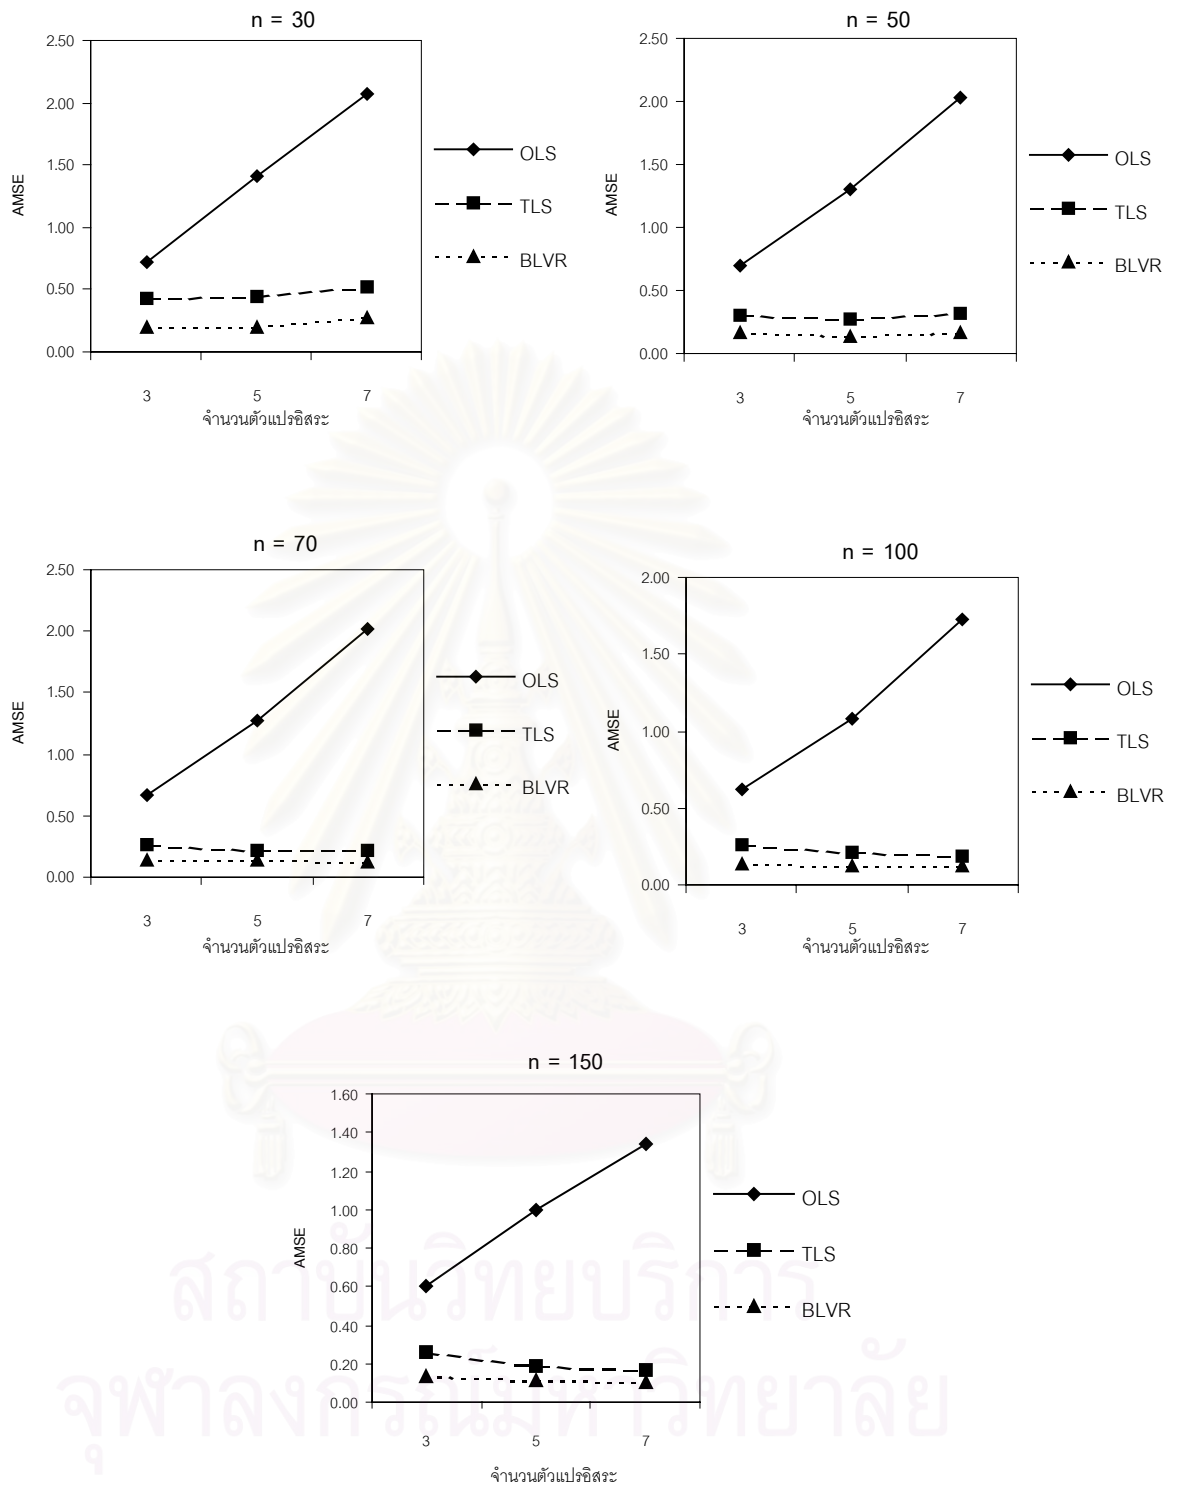 n = 30
2.50
2.00
1.50
1.00
0.50
0.00
AMSE
3 5 7
จำนวนตัวแปรอิสระ
OLS
TLS
BLVR
n = 50
2.50
2.00
1.50
1.00
0.50
0.00
AMSE
3 5 7
จำนวนตัวแปรอิสระ
OLS
TLS
BLVR
n = 70
2.50
2.00
1.50
1.00
0.50
0.00
AMSE
3 5 7
จำนวนตัวแปรอิสระ
OLS
TLS
BLVR
n = 100
2.00
1.50
1.00
0.50
0.00
AMSE
3 5 7
จำนวนตัวแปรอิสระ
OLS
TLS
BLVR
n = 150
1.60
1.40
1.20
1.00
0.80
0.60
0.40
0.20
0.00
AMSE
3 5 7
จำนวนตัวแปรอิสระ
OLS
TLS
BLVR
สถาบันวิทยบริการ
จุฬาลงกรณ์มหาวิทยาลัย